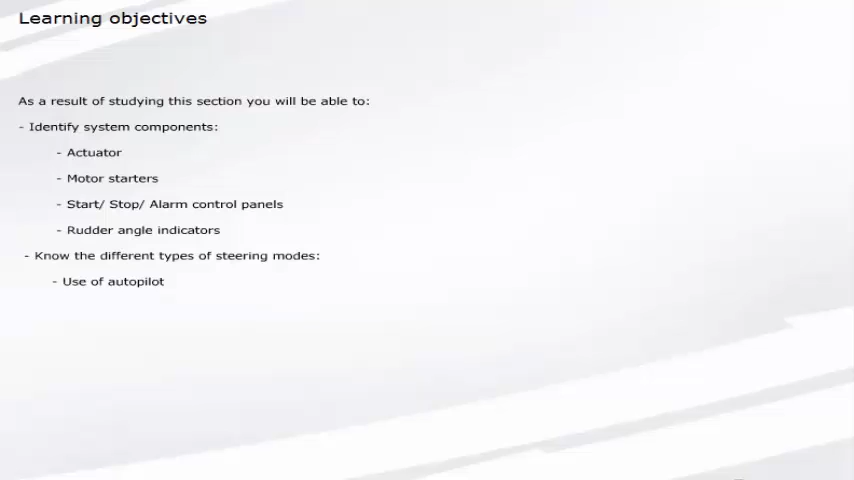 Learning objectives
As a result of studying this section you will be able to:
- Identify system components:
- Actuator
- Motor starters
- Start/ Stop/ Alarm control panels
- Rudder angle indicators
- Know the different types of steering modes:
- Use of autopilot